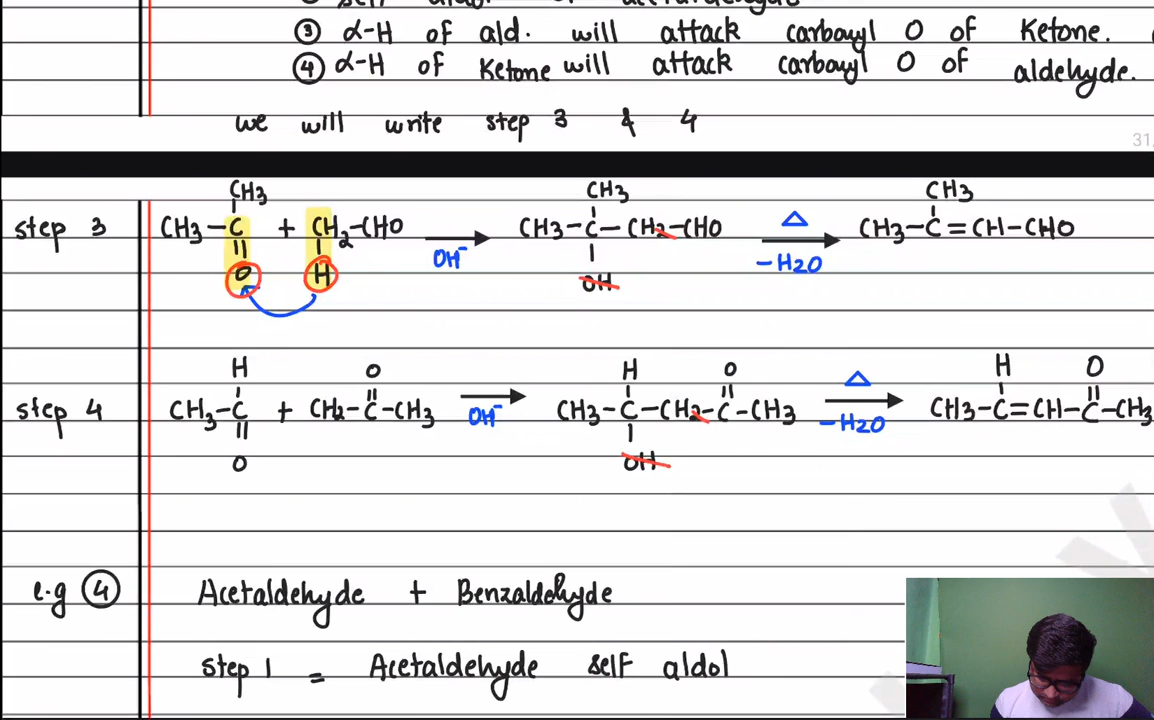 ③ α-H of ald. will attack carbonyl O of Ketone.
④ α-H of Ketone will attack carbonyl O of aldehyde.
we will write step 3 & 4
31
CH3 CH3 CH3
step 3 CH3-C + CH2-CHO CH3-C-CH2-CHO △ CH3-C=CH-CHO
OH⁻ -H2O
O H OH
H O H O H O
step 4 CH3-C + CH2-C-CH3 CH3-C-CH2-C-CH3 △ CH3-C=CH-C-CH3
OH⁻ -H2O
O OH
e.g ④ Acetaldehyde + Benzaldehyde
step 1 = Acetaldehyde self aldol